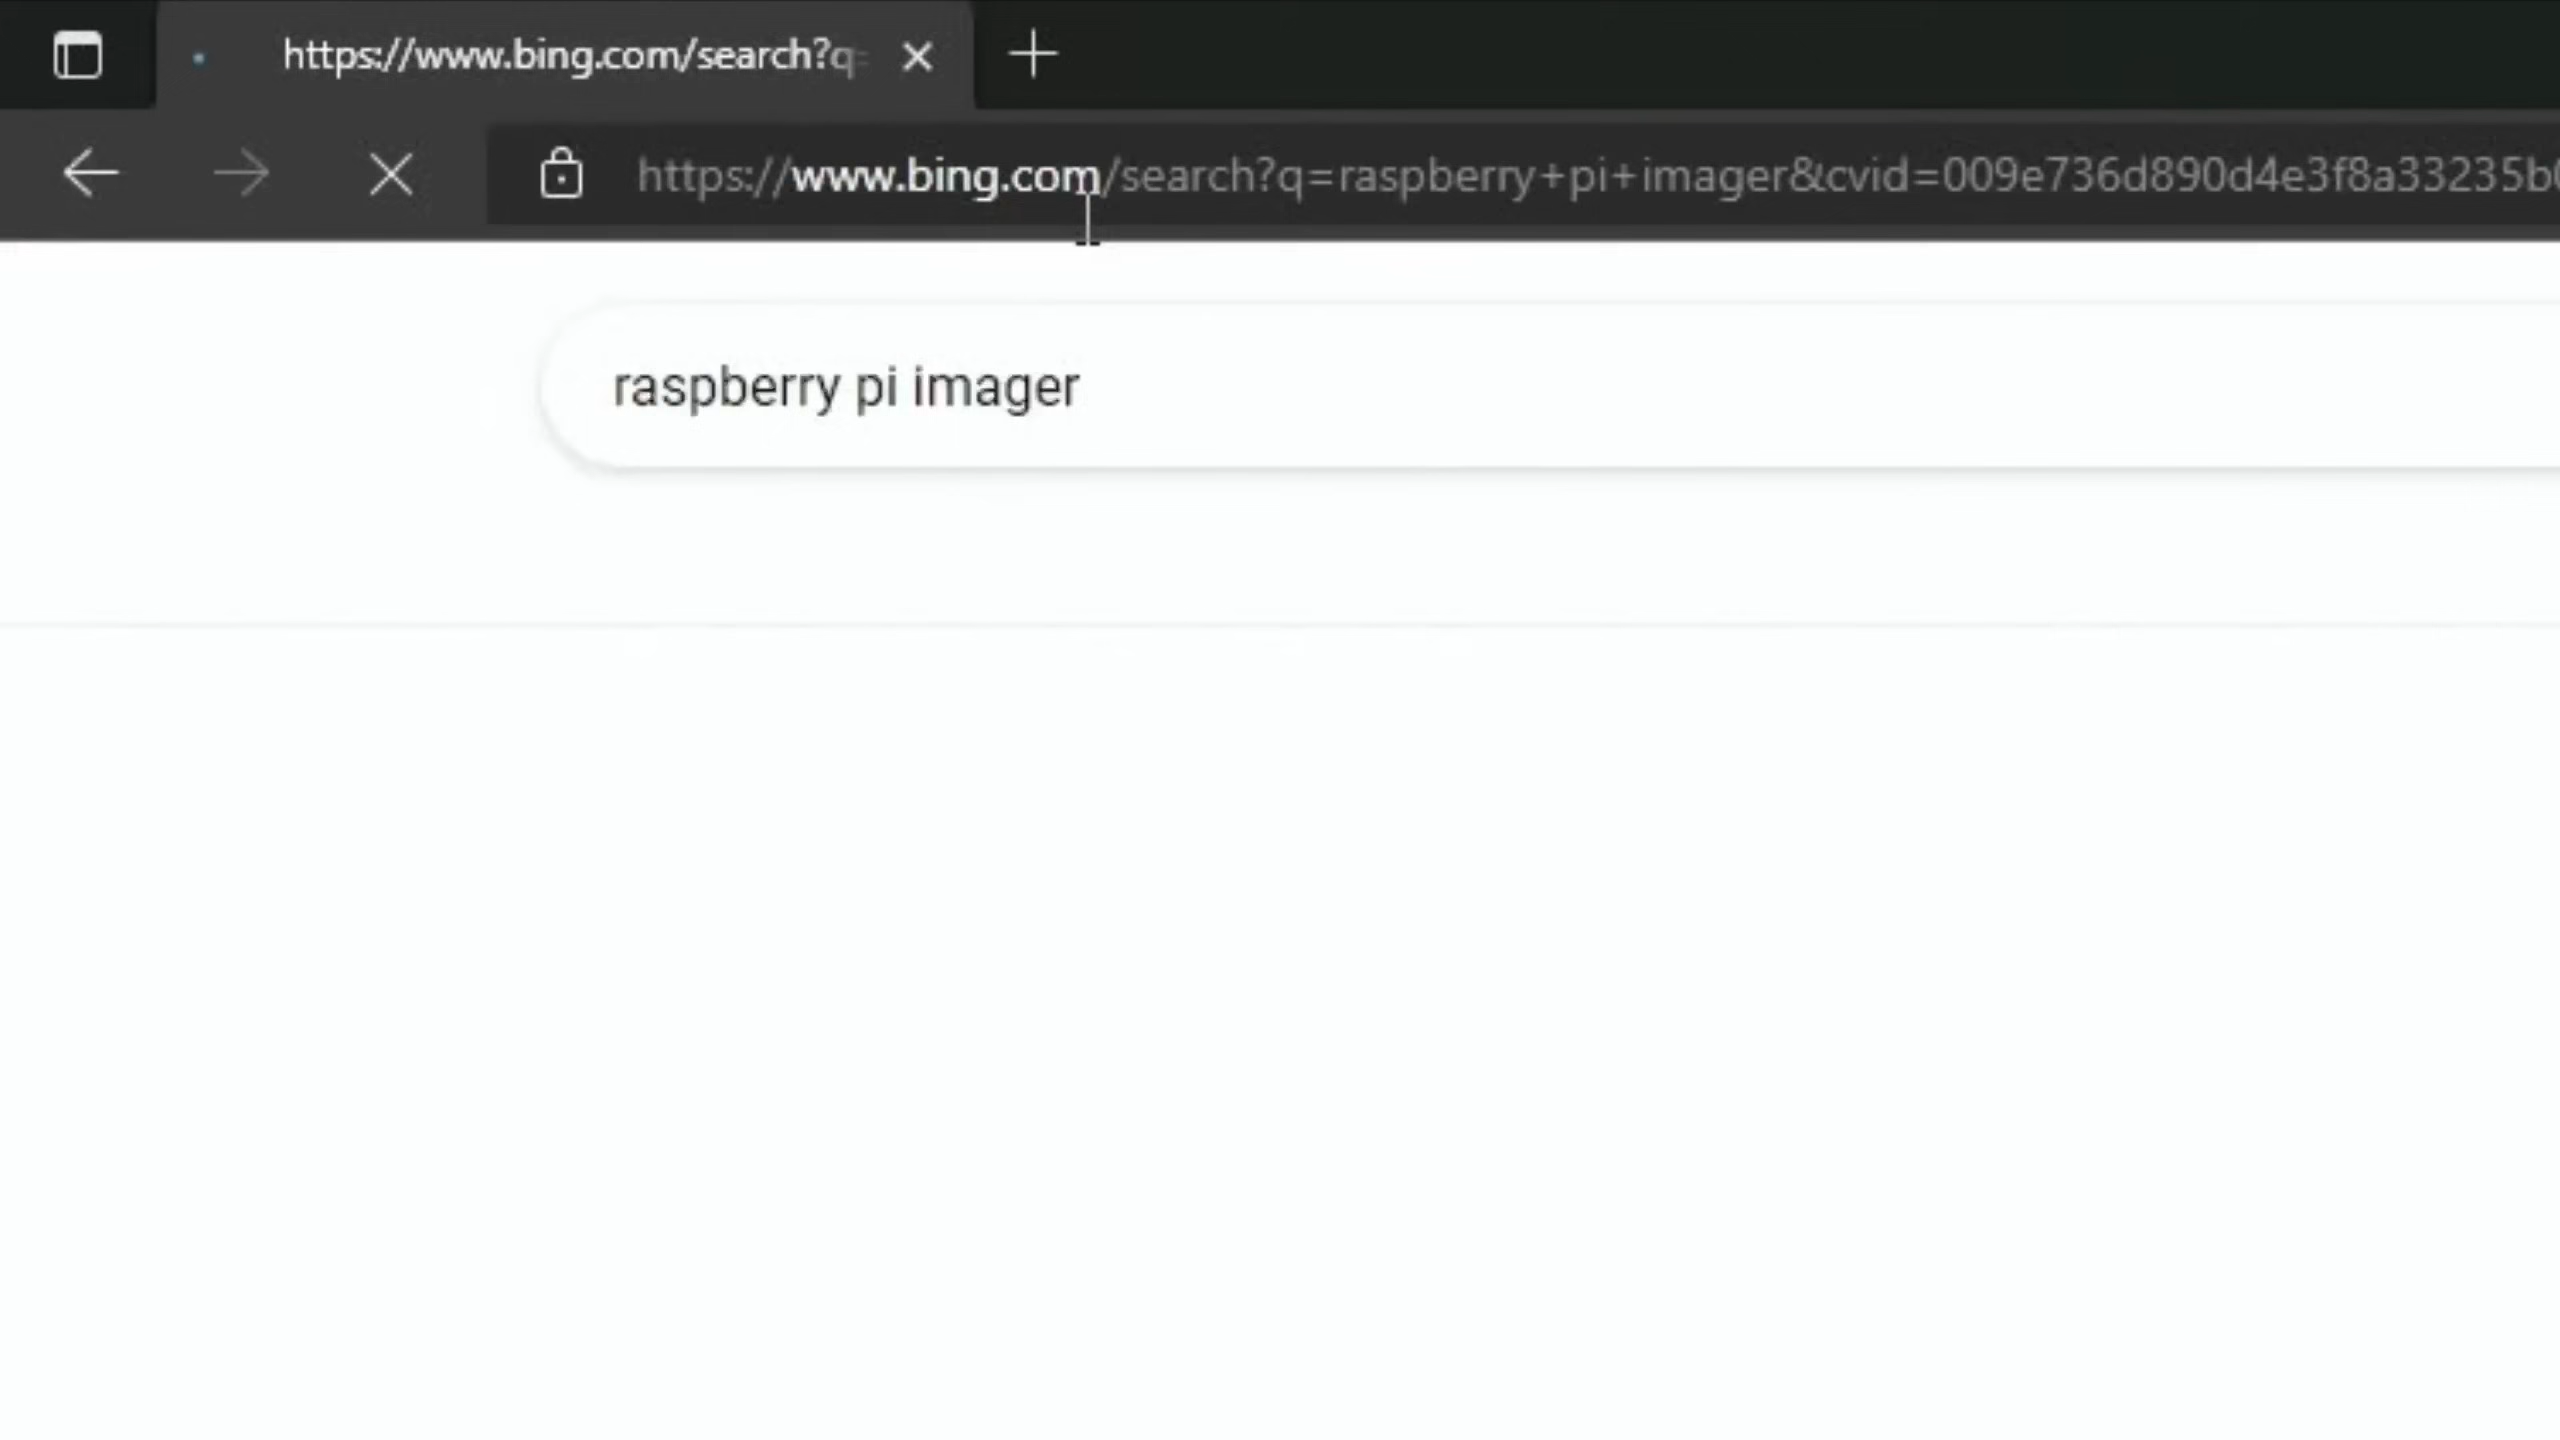 https://www.bing.com/search?q=
https://www.bing.com/search?q=raspberry+pi+imager&cvid=009e736d890d4e3f8a33235b
raspberry pi imager